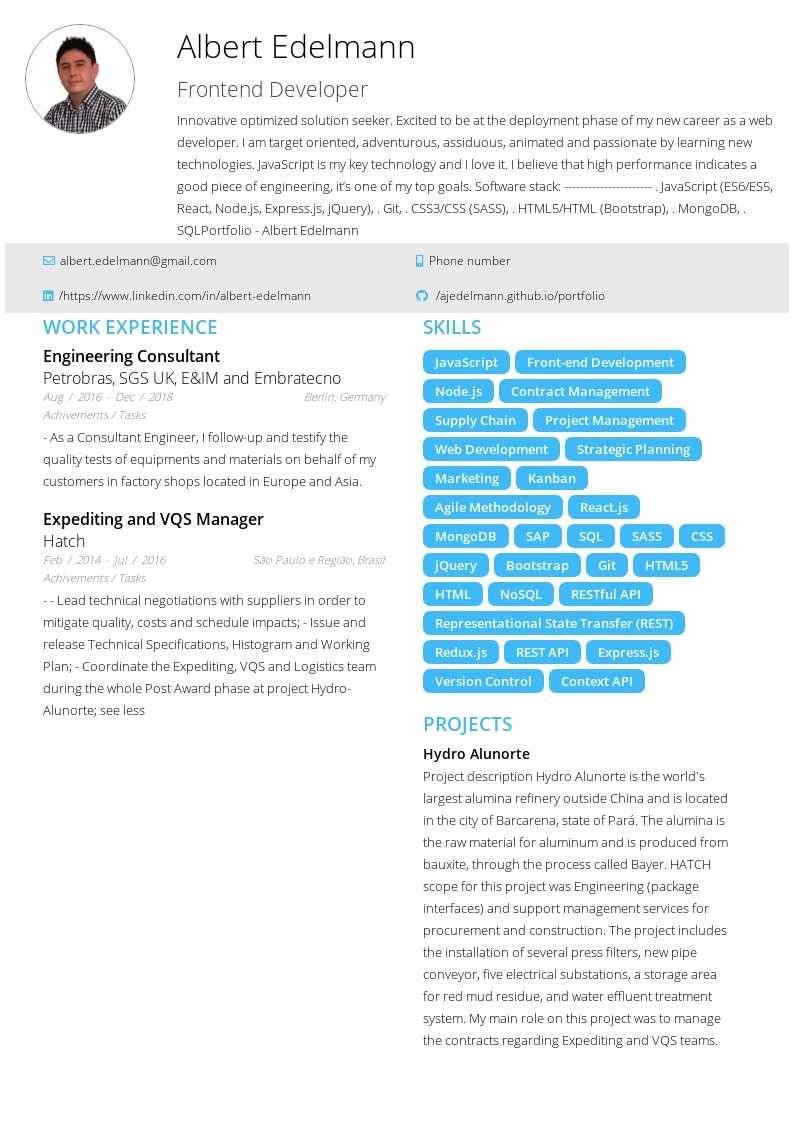 Albert Edelmann
Frontend Developer
Innovative optimized solution seeker. Excited to be at the deployment phase of my new career as a web
developer. I am target oriented, adventurous, assiduous, animated and passionate by learning new
technologies. JavaScript is my key technology and I love it. I believe that high performance indicates a
good piece of engineering, it’s one of my top goals. Software stack: ---------------------- . JavaScript (ES6/ES5,
React, Node.js, Express.js, jQuery), . Git, . CSS3/CSS (SASS), . HTML5/HTML (Bootstrap), . MongoDB, .
SQLPortfolio - Albert Edelmann
albert.edelmann@gmail.com
Phone number
/https://www.linkedin.com/in/albert-edelmann
/ajedelmann.github.io/portfolio
WORK EXPERIENCE
Engineering Consultant
Petrobras, SGS UK, E&IM and Embratecno
Aug / 2016 - Dec / 2018 Berlin, Germany
Achivements / Tasks
- As a Consultant Engineer, I follow-up and testify the
quality tests of equipments and materials on behalf of my
customers in factory shops located in Europe and Asia.
Expediting and VQS Manager
Hatch
Feb / 2014 - Jul / 2016 São Paulo e Região, Brasil
Achivements / Tasks
- - Lead technical negotiations with suppliers in order to
mitigate quality, costs and schedule impacts; - Issue and
release Technical Specifications, Histogram and Working
Plan; - Coordinate the Expediting, VQS and Logistics team
during the whole Post Award phase at project Hydro-
Alunorte; see less
SKILLS
JavaScript Front-end Development
Node.js Contract Management
Supply Chain Project Management
Web Development Strategic Planning
Marketing Kanban
Agile Methodology React.js
MongoDB SAP SQL SASS CSS
jQuery Bootstrap Git HTML5
HTML NoSQL RESTful API
Representational State Transfer (REST)
Redux.js REST API Express.js
Version Control Context API
PROJECTS
Hydro Alunorte
Project description Hydro Alunorte is the world's
largest alumina refinery outside China and is located
in the city of Barcarena, state of Pará. The alumina is
the raw material for aluminum and is produced from
bauxite, through the process called Bayer. HATCH
scope for this project was Engineering (package
interfaces) and support management services for
procurement and construction. The project includes
the installation of several press filters, new pipe
conveyor, five electrical substations, a storage area
for red mud residue, and water effluent treatment
system. My main role on this project was to manage
the contracts regarding Expediting and VQS teams.